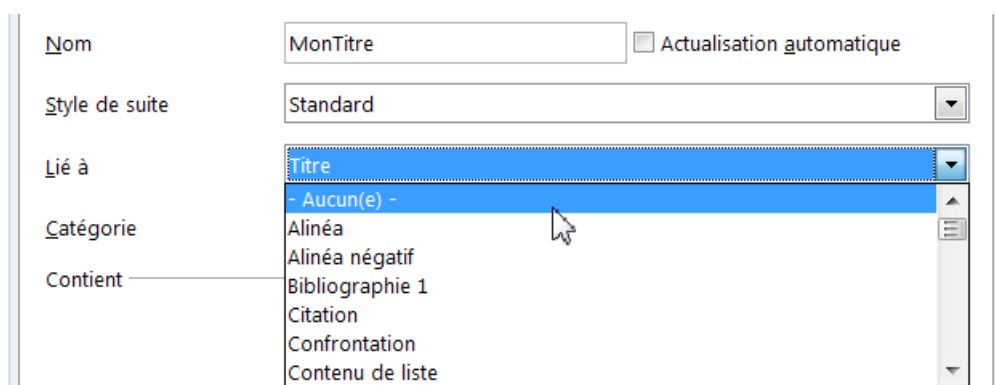 Nom MonTitre Actualisation automatique
Style de suite Standard
Lié à Titre
- Aucun(e) -
Catégorie Alinéa
Alinéa négatif
Contient Bibliographie 1
Citation
Confrontation
Contenu de liste